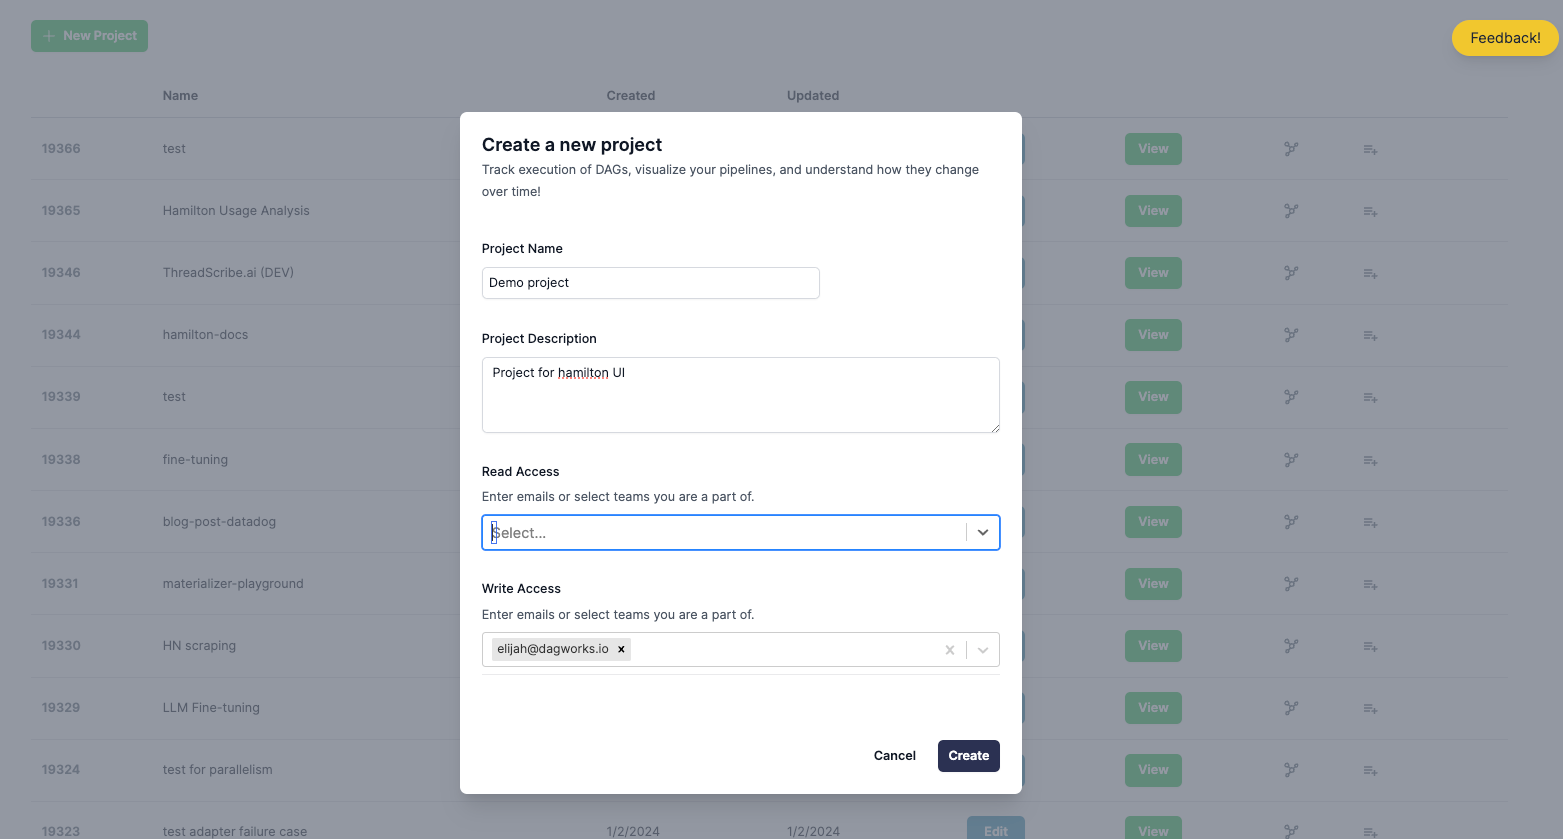 + New Project
Feedback!
Name Created Updated
19366 test View
19365 Hamilton Usage Analysis View
19346 ThreadScribe.ai (DEV) View
19344 hamilton-docs View
19339 test View
19338 fine-tuning View
19336 blog-post-datadog View
19331 materializer-playground View
19330 HN scraping View
19329 LLM Fine-tuning View
19324 test for parallelism View
19323 test adapter failure case 1/2/2024 1/2/2024 Edit View
Create a new project
Track execution of DAGs, visualize your pipelines, and understand how they change
over time!
Project Name
Demo project
Project Description
Project for hamilton UI
Read Access
Enter emails or select teams you are a part of.
Select...
Write Access
Enter emails or select teams you are a part of.
elijah@dagworks.io
Cancel Create